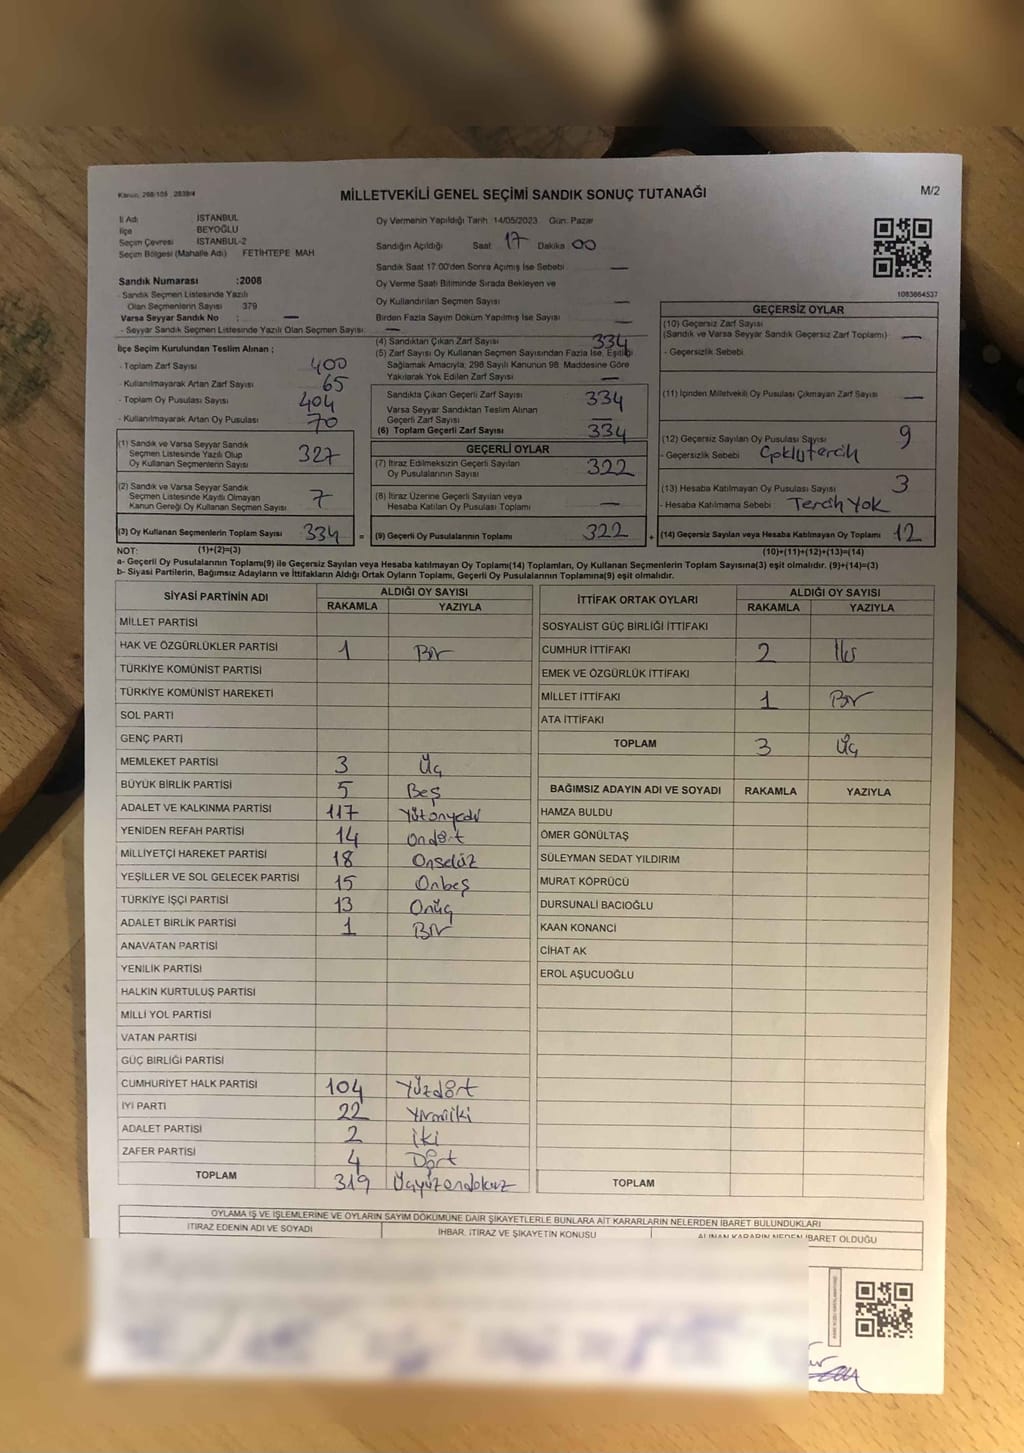 Kanun: 298/105 , 2839/4
MİLLETVEKİLİ GENEL SEÇİMİ SANDIK SONUÇ TUTANAĞI
M/2
İl Adı : İSTANBUL
İlçe : BEYOĞLU
Seçim Çevresi : İSTANBUL-2
Seçim Bölgesi (Mahalle Adı) : FETİHTEPE MAH
Oy Vermenin Yapıldığı Tarih :14/05/2023 Gün: Pazar
Sandığın Açıldığı Saat 17 Dakika 00
Sandık Saat 17:00'den Sonra Açılmış İse Sebebi —
Oy Verme Saati Bitiminde Sırada Bekleyen ve
Oy Kullandırılan Seçmen Sayısı —
Birden Fazla Sayım Döküm Yapılmış İse Sayısı —
1083664537
Sandık Numarası :2008
- Sandık Seçmen Listesinde Yazılı
Olan Seçmenlerin Sayısı 379
Varsa Seyyar Sandık No : —
- Seyyar Sandık Seçmen Listesinde Yazılı Olan Seçmen Sayısı: —
İlçe Seçim Kurulundan Teslim Alınan ;
- Toplam Zarf Sayısı 400
- Kullanılmayarak Artan Zarf Sayısı 65
- Toplam Oy Pusulası Sayısı 404
- Kullanılmayarak Artan Oy Pusulası 70
(1) Sandık ve Varsa Seyyar Sandık
Seçmen Listesinde Yazılı Olup
Oy Kullanan Seçmenlerin Sayısı 327
(2) Sandık ve Varsa Seyyar Sandık
Seçmen Listesinde Kayıtlı Olmayan
Kanun Gereği Oy Kullanan Seçmen Sayısı 7
(3) Oy Kullanan Seçmenlerin Toplam Sayısı 334
(4) Sandıktan Çıkan Zarf Sayısı 334
(5) Zarf Sayısı Oy Kullanan Seçmen Sayısından Fazla İse, Eşitliği
Sağlamak Amacıyla, 298 Sayılı Kanunun 98. Maddesine Göre
Yakılarak Yok Edilen Zarf Sayısı —
Sandıkta Çıkan Geçerli Zarf Sayısı 334
Varsa Seyyar Sandıktan Teslim Alınan
Geçerli Zarf Sayısı —
(6) Toplam Geçerli Zarf Sayısı 334
GEÇERLİ OYLAR
(7) İtiraz Edilmeksizin Geçerli Sayılan
Oy Pusulalarının Sayısı 322
(8) İtiraz Üzerine Geçerli Sayılan veya
Hesaba Katılan Oy Pusulası Toplamı —
= (9) Geçerli Oy Pusulalarının Toplamı 322 +
GEÇERSİZ OYLAR
(10) Geçersiz Zarf Sayısı
(Sandık ve Varsa Seyyar Sandık Geçersiz Zarf Toplamı) —
- Geçersizlik Sebebi
(11) İçinden Milletvekili Oy Pusulası Çıkmayan Zarf Sayısı —
(12) Geçersiz Sayılan Oy Pusulası Sayısı 9
- Geçersizlik Sebebi Çoklu tercih
(13) Hesaba Katılmayan Oy Pusulası Sayısı 3
- Hesaba Katılmama Sebebi Tercih Yok
(14) Geçersiz Sayılan veya Hesaba Katılmayan Oy Toplamı 12
NOT: (1)+(2)=(3) (10)+(11)+(12)+(13)=(14)
a- Geçerli Oy Pusulasının Toplamı(9) ile Geçersiz Sayılan veya Hesaba katılmayan Oy Toplamı(14) Toplamları, Oy Kullanan Seçmenlerin Toplam Sayısına(3) eşit olmalıdır. (9)+(14)=(3)
b- Siyasi Partilerin, Bağımsız Adayların ve İttifakların Aldığı Ortak Oyların Toplamı, Geçerli Oy Pusulalarının Toplamına(9) eşit olmalıdır.
SİYASİ PARTİNİN ADI ALDIĞI OY SAYISI
RAKAMLA YAZIYLA
MİLLET PARTİSİ
HAK VE ÖZGÜRLÜKLER PARTİSİ 1 Bir
TÜRKİYE KOMÜNİST PARTİSİ
TÜRKİYE KOMÜNİST HAREKETİ
SOL PARTİ
GENÇ PARTİ
MEMLEKET PARTİSİ 3 Üç
BÜYÜK BİRLİK PARTİSİ 5 Beş
ADALET VE KALKINMA PARTİSİ 117 Yüzonyedi
YENİDEN REFAH PARTİSİ 14 Ondört
MİLLİYETÇİ HAREKET PARTİSİ 18 Onsekiz
YEŞİLLER VE SOL GELECEK PARTİSİ 15 Onbeş
TÜRKİYE İŞÇİ PARTİSİ 13 Onüç
ADALET BİRLİK PARTİSİ 1 Bir
ANAVATAN PARTİSİ
YENİLİK PARTİSİ
HALKIN KURTULUŞ PARTİSİ
MİLLİ YOL PARTİSİ
VATAN PARTİSİ
GÜÇ BİRLİĞİ PARTİSİ
CUMHURİYET HALK PARTİSİ 104 Yüzdört
İYİ PARTİ 22 Yirmiiki
ADALET PARTİSİ 2 İki
ZAFER PARTİSİ 4 Dört
TOPLAM 319 Üçyüzondokuz
İTTİFAK ORTAK OYLARI ALDIĞI OY SAYISI
RAKAMLA YAZIYLA
SOSYALİST GÜÇ BİRLİĞİ İTTİFAKI
CUMHUR İTTİFAKI 2 İki
EMEK VE ÖZGÜRLÜK İTTİFAKI
MİLLET İTTİFAKI 1 Bir
ATA İTTİFAKI
TOPLAM 3 Üç
BAĞIMSIZ ADAYIN ADI VE SOYADI RAKAMLA YAZIYLA
HAMZA BULDU
ÖMER GÖNÜLTAŞ
SÜLEYMAN SEDAT YILDIRIM
MURAT KÖPRÜCÜ
DURSUNALİ BACIOĞLU
KAAN KONANCİ
CİHAT AK
EROL AŞUCUOĞLU
TOPLAM
OYLAMA İŞ VE İŞLEMLERİNE VE OYLARIN SAYIM DÖKÜMÜNE DAİR ŞİKAYETLERLE BUNLARA AİT KARARLARIN NELERDEN İBARET BULUNDUKLARI
İTİRAZ EDENİN ADI VE SOYADI İHBAR, İTİRAZ VE ŞİKAYETİN KONUSU ALINAN KARARIN NEDEN İBARET OLDUĞU